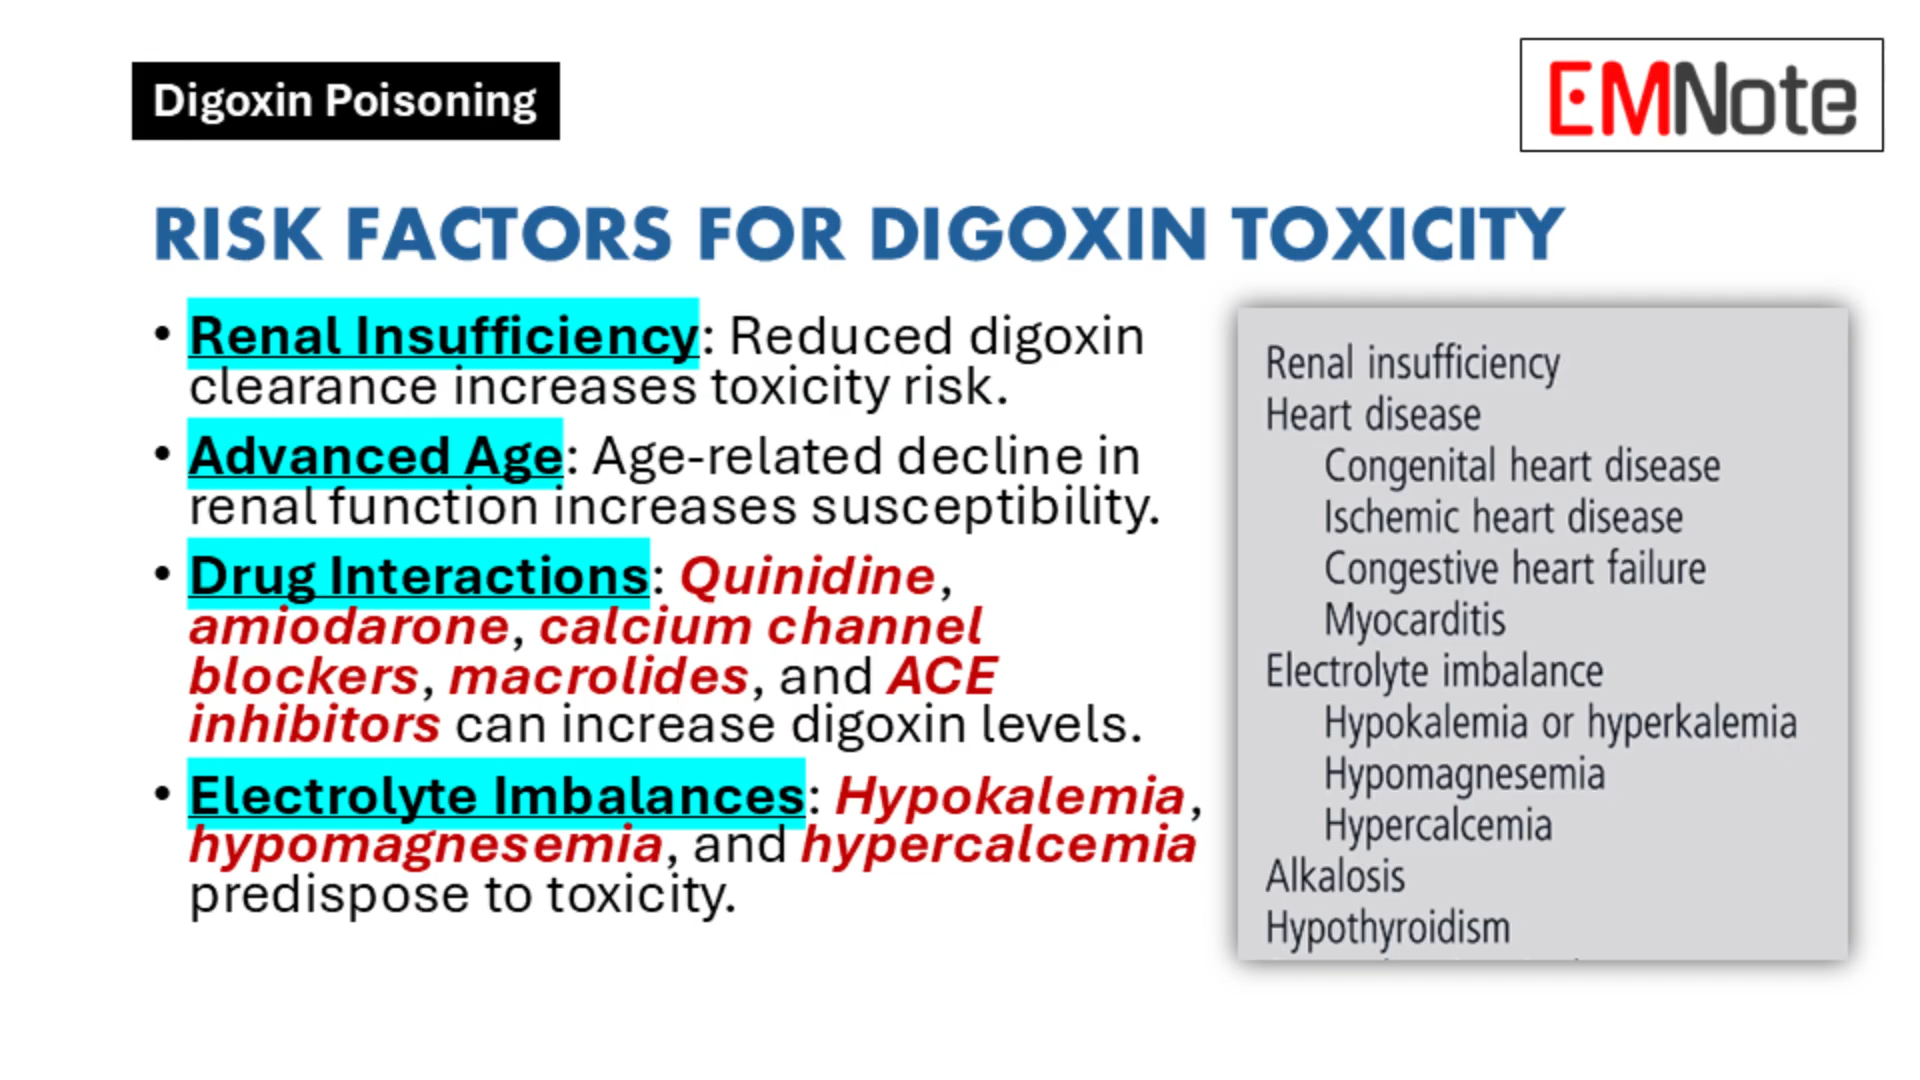 Digoxin Poisoning
EMNote
RISK FACTORS FOR DIGOXIN TOXICITY
• Renal Insufficiency: Reduced digoxin
clearance increases toxicity risk.
• Advanced Age: Age-related decline in
renal function increases susceptibility.
• Drug Interactions: Quinidine,
amiodarone, calcium channel
blockers, macrolides, and ACE
inhibitors can increase digoxin levels.
• Electrolyte Imbalances: Hypokalemia,
hypomagnesemia, and hypercalcemia
predispose to toxicity.
Renal insufficiency
Heart disease
Congenital heart disease
Ischemic heart disease
Congestive heart failure
Myocarditis
Electrolyte imbalance
Hypokalemia or hyperkalemia
Hypomagnesemia
Hypercalcemia
Alkalosis
Hypothyroidism